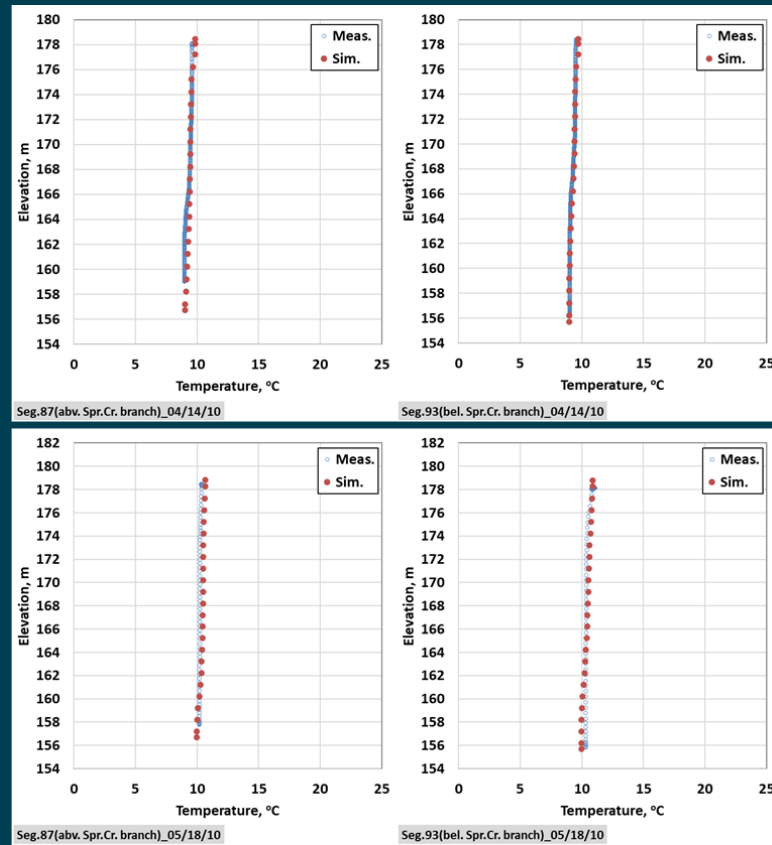 180
178
176
174
172
170
168
166
164
162
160
158
156
154
Elevation, m
0 5 10 15 20 25
Temperature, °C
Meas.
Sim.
Seg.87(abv. Spr.Cr. branch)_04/14/10
180
178
176
174
172
170
168
166
164
162
160
158
156
154
Elevation, m
0 5 10 15 20 25
Temperature, °C
Meas.
Sim.
Seg.93(bel. Spr.Cr. branch)_04/14/10
182
180
178
176
174
172
170
168
166
164
162
160
158
156
154
Elevation, m
0 5 10 15 20 25
Temperature, °C
Meas.
Sim.
Seg.87(abv. Spr.Cr. branch)_05/18/10
182
180
178
176
174
172
170
168
166
164
162
160
158
156
154
Elevation, m
0 5 10 15 20 25
Temperature, °C
Meas.
Sim.
Seg.93(bel. Spr.Cr. branch)_05/18/10